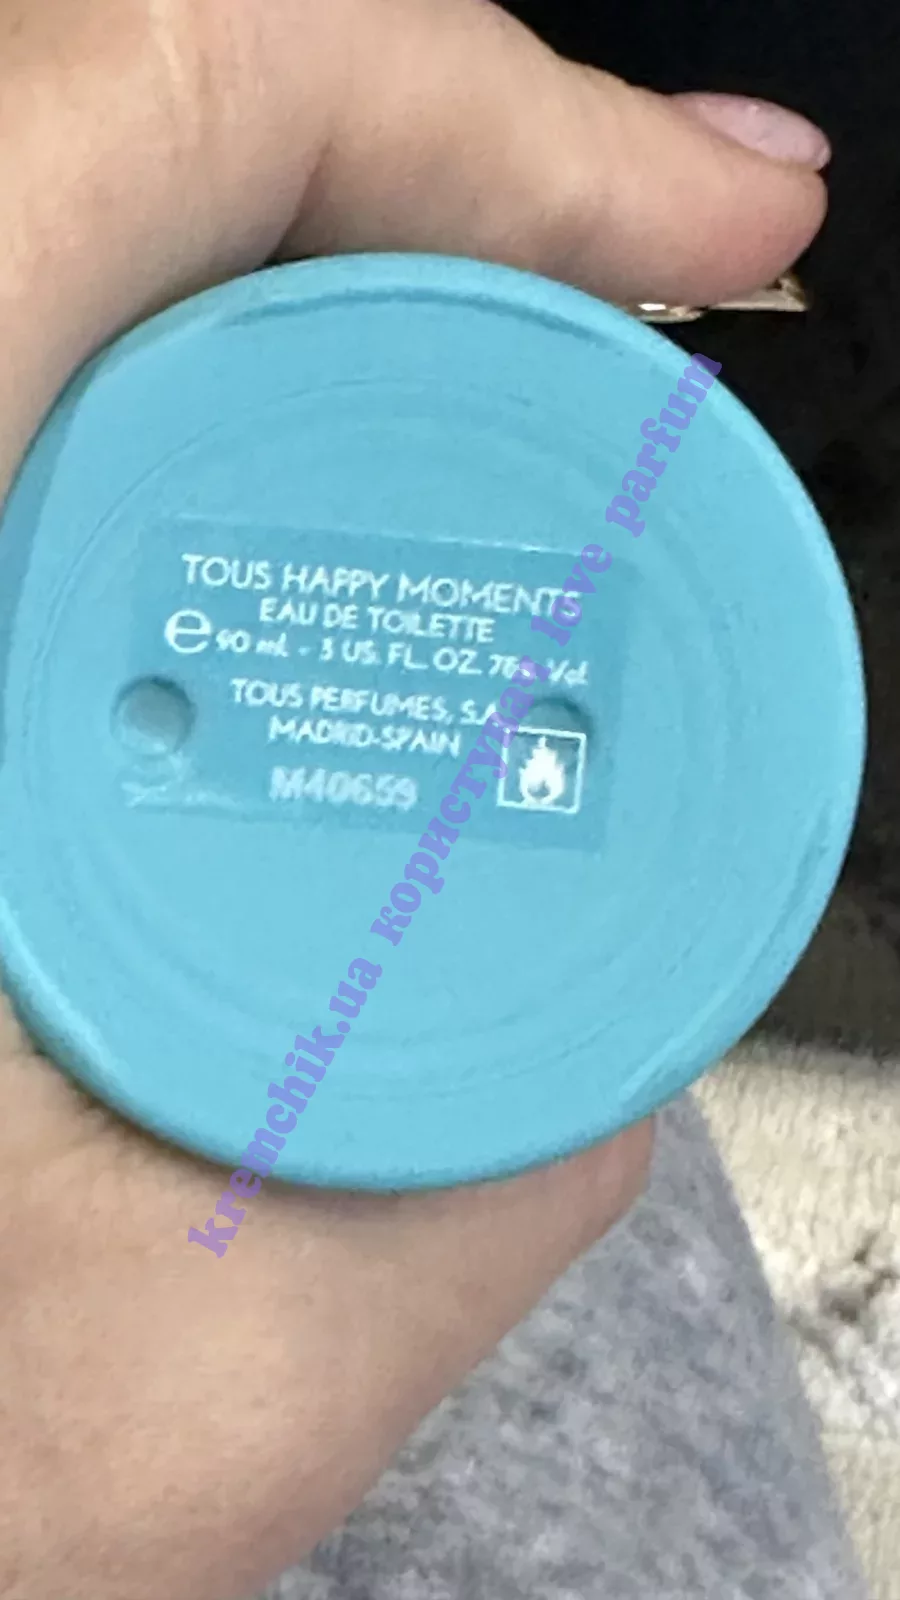 TOUS HAPPY MOMENTS
EAU DE TOILETTE
e 90 ml - 3 US. FL. OZ. Vol.
TOUS PERFUMES, S.A.
MADRID-SPAIN
M40659
kremchik.ua користувач love parfum